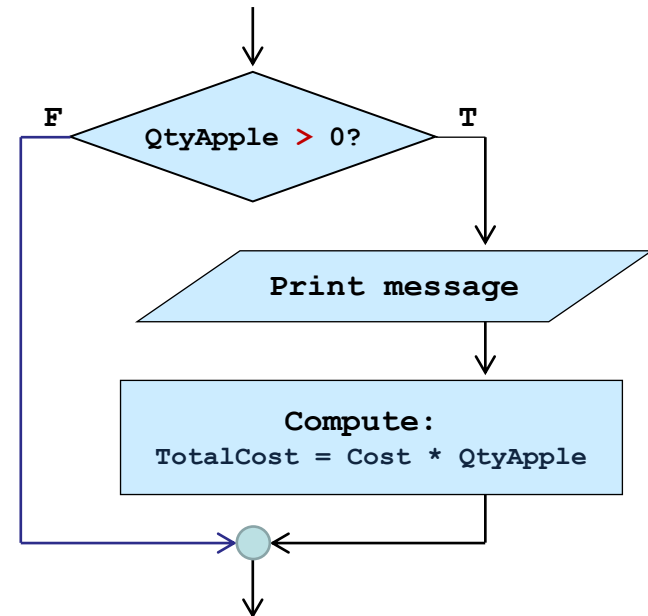 F
T
QtyApple > 0?
Print message
Compute:
TotalCost = Cost * QtyApple